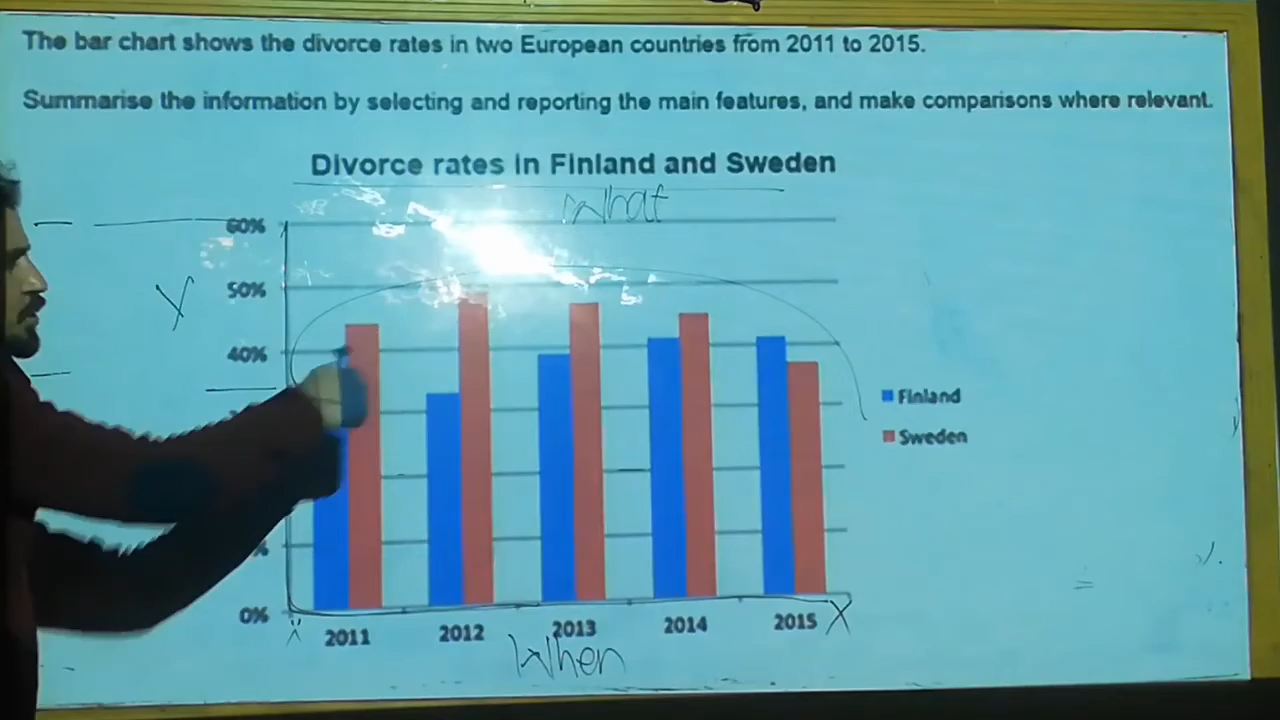 The bar chart shows the divorce rates in two European countries from 2011 to 2015.
Summarise the information by selecting and reporting the main features, and make comparisons where relevant.
Divorce rates in Finland and Sweden
What
60%
Y
50%
40%
Finland
Sweden
0%
X
2011
2012
2013
2014
2015
X
When